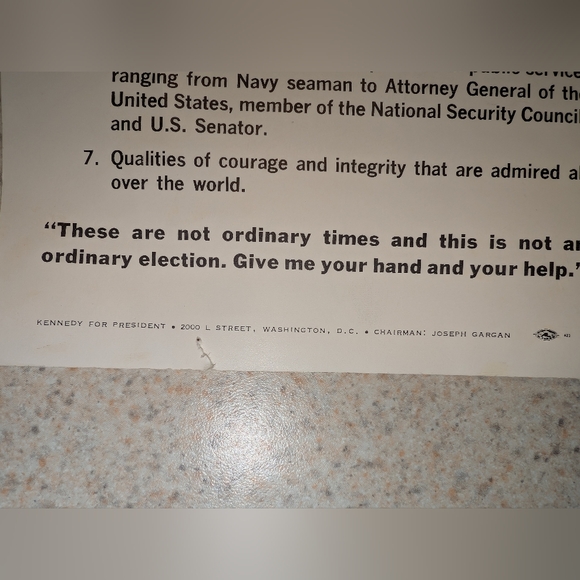 ranging from Navy seaman to Attorney General of the
United States, member of the National Security Council
and U.S. Senator.
7. Qualities of courage and integrity that are admired
over the world.
“These are not ordinary times and this is not an
ordinary election. Give me your hand and your help.”
KENNEDY FOR PRESIDENT • 2000 L STREET, WASHINGTON, D.C. • CHAIRMAN: JOSEPH GARGAN